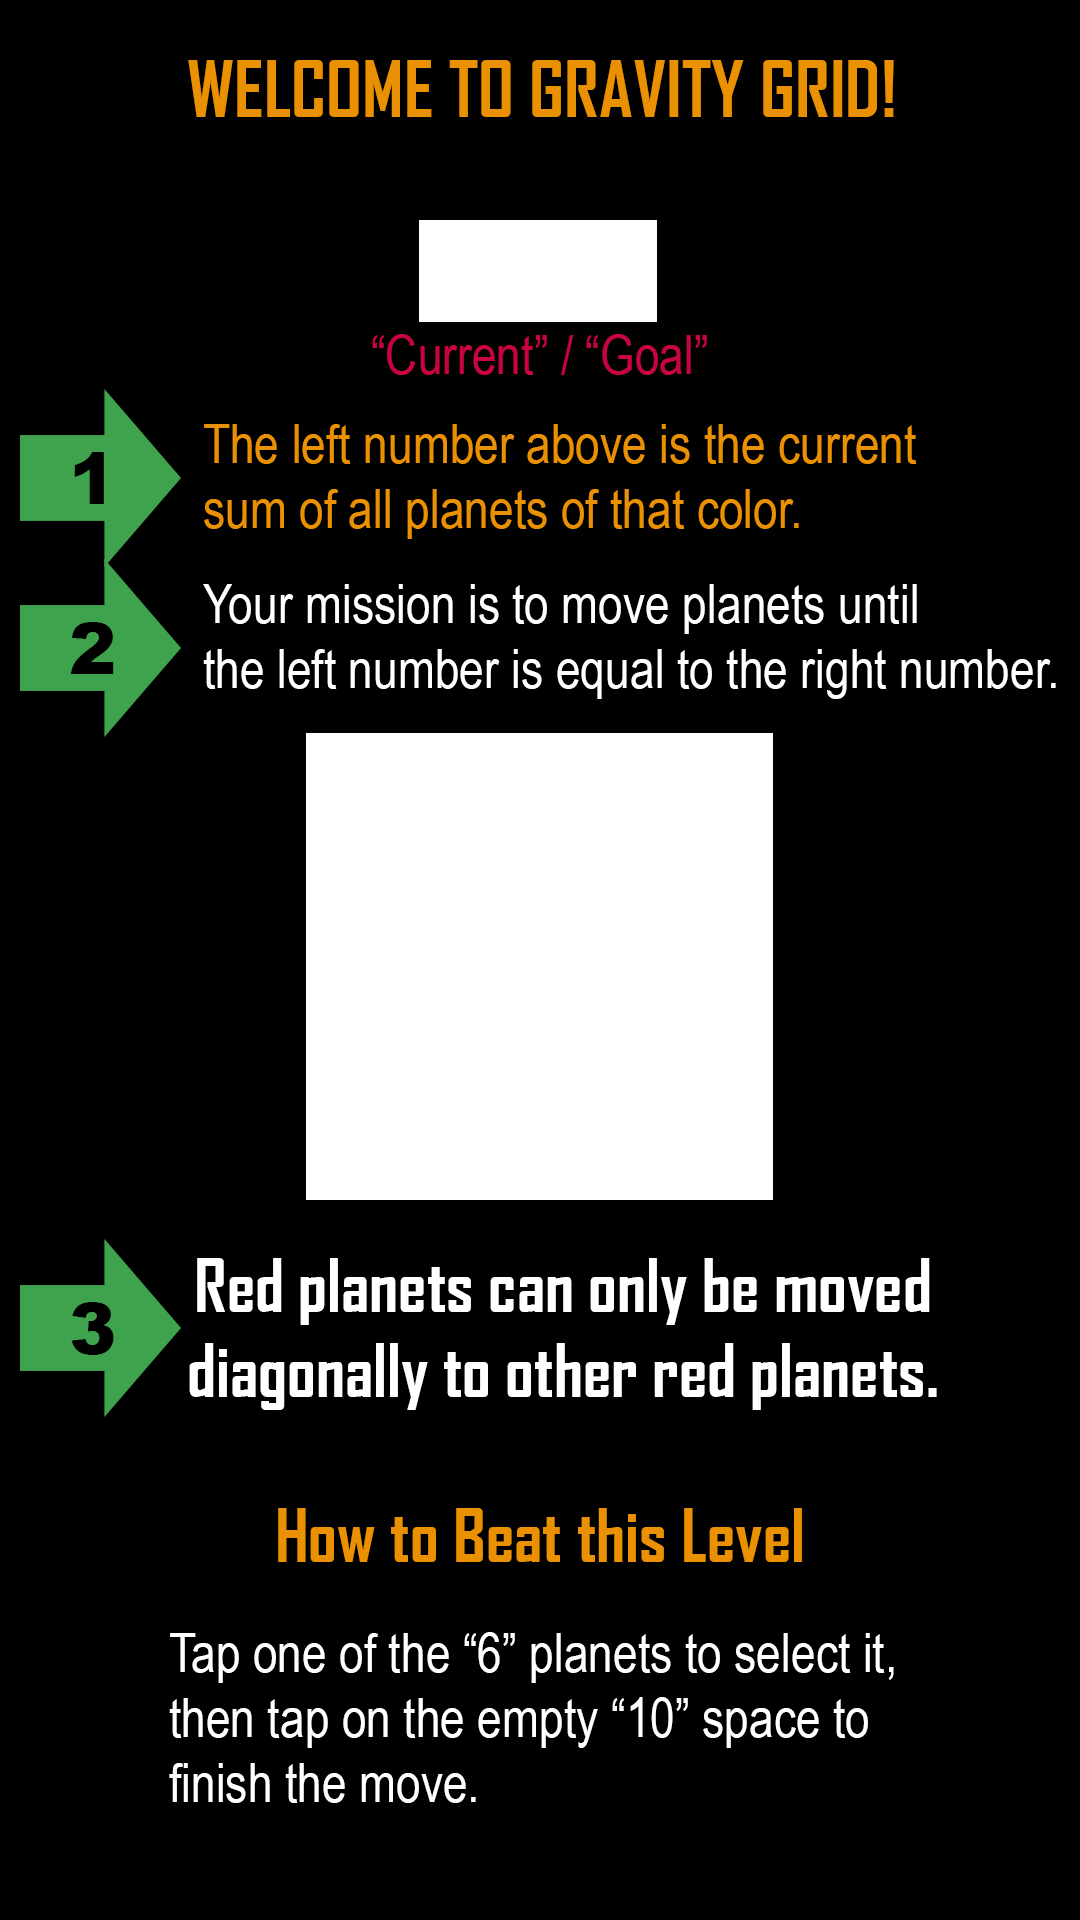 WELCOME TO GRAVITY GRID!
“Current” / “Goal”
1
The left number above is the current
sum of all planets of that color.
2
Your mission is to move planets until
the left number is equal to the right number.
3
Red planets can only be moved
diagonally to other red planets.
How to Beat this Level
Tap one of the “6” planets to select it,
then tap on the empty “10” space to
finish the move.